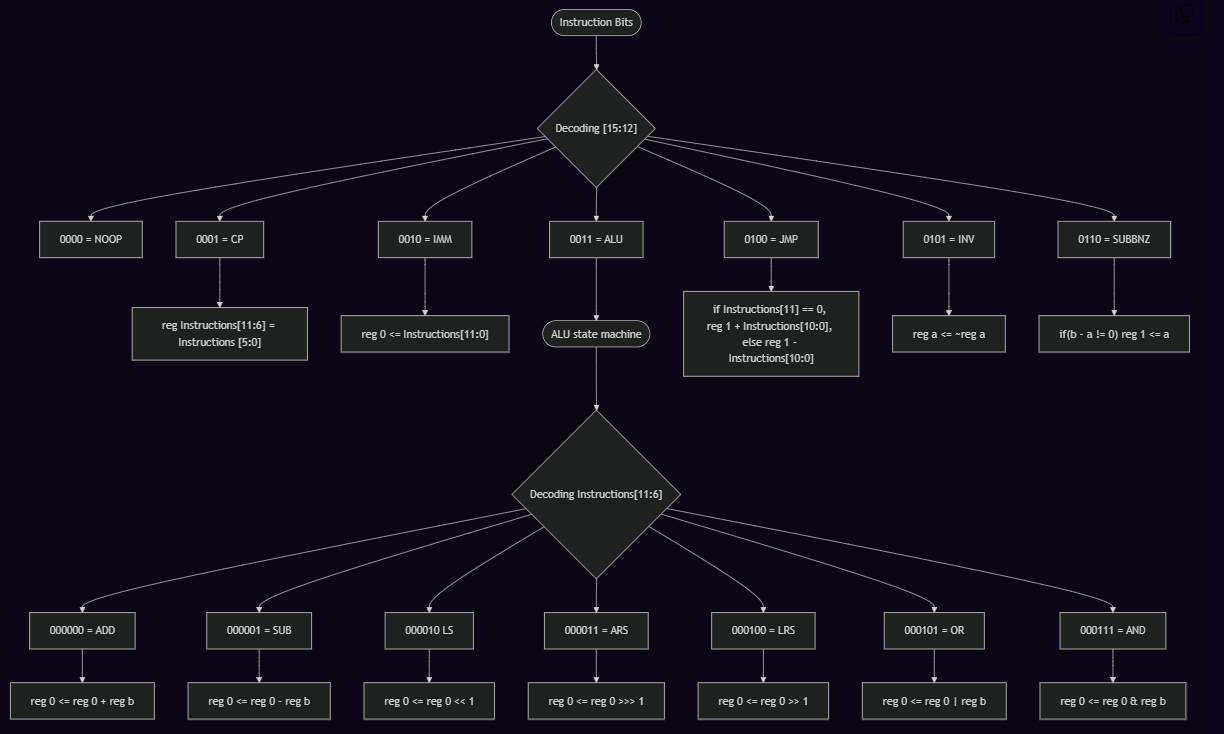 Instruction Bits
Decoding [15:12]
0000 = NOOP
0001 = CP
0010 = IMM
0011 = ALU
0100 = JMP
0101 = INV
0110 = SUBBNZ
reg Instructions[11:6] =
Instructions [5:0]
reg 0 <= Instructions[11:0]
ALU state machine
if Instructions[11] == 0,
reg 1 + Instructions[10:0],
else reg 1 -
Instructions[10:0]
reg a <= ~reg a
if(b - a != 0) reg 1 <= a
Decoding Instructions[11:6]
000000 = ADD
000001 = SUB
000010 LS
000011 = ARS
000100 = LRS
000101 = OR
000111 = AND
reg 0 <= reg 0 + reg b
reg 0 <= reg 0 - reg b
reg 0 <= reg 0 << 1
reg 0 <= reg 0 >>> 1
reg 0 <= reg 0 >> 1
reg 0 <= reg 0 | reg b
reg 0 <= reg 0 & reg b